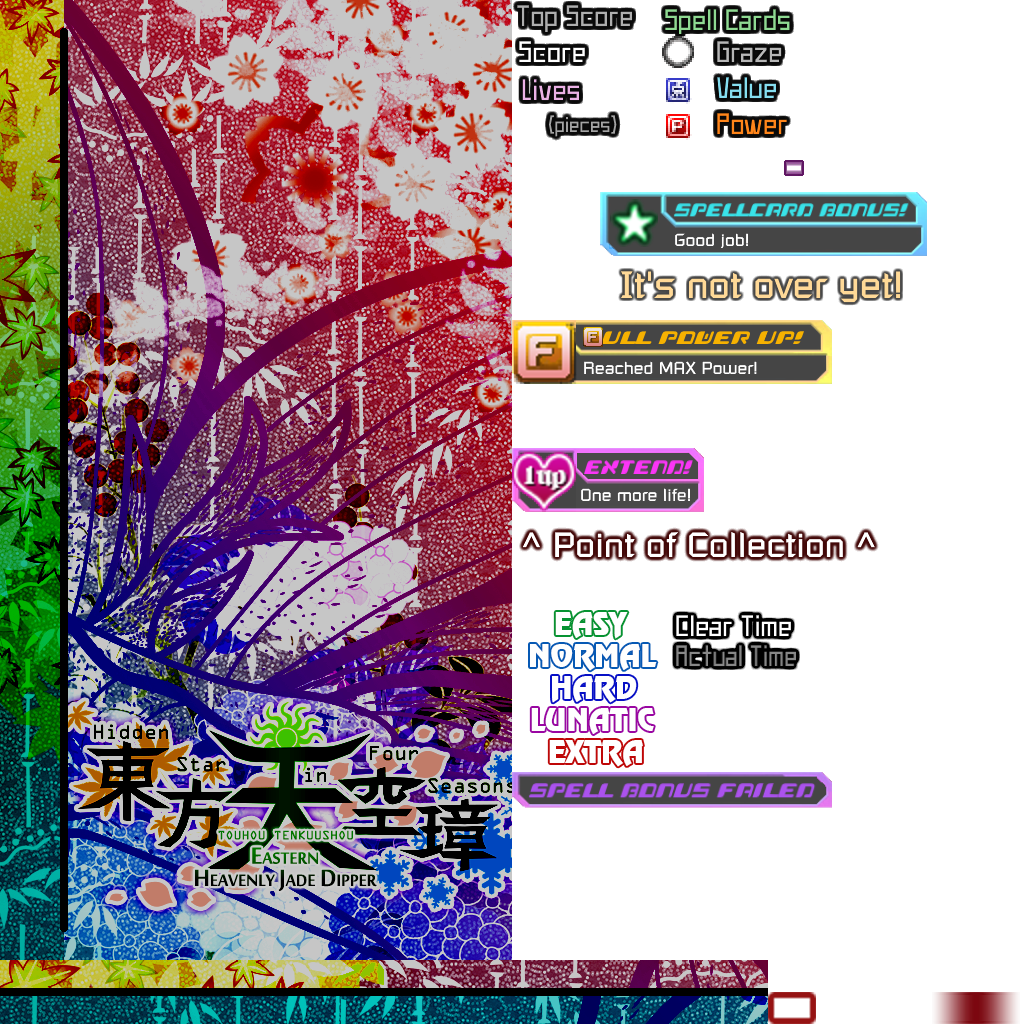 Top Score
Spell Cards
Score
Graze
Lives
Value
(pieces)
P
Power
SPELLCARD BONUS!
Good job!
It's not over yet!
F
FULL POWER UP!
Reached MAX Power!
1up
EXTEND!
One more life!
^ Point of Collection ^
EASY
NORMAL
HARD
LUNATIC
EXTRA
Clear Time
Actual Time
SPELL BONUS FAILED
Hidden
Star
in
Four
Seasons
東方天空璋
TOUHOU TENKUUSHOU
EASTERN
HEAVENLY JADE DIPPER